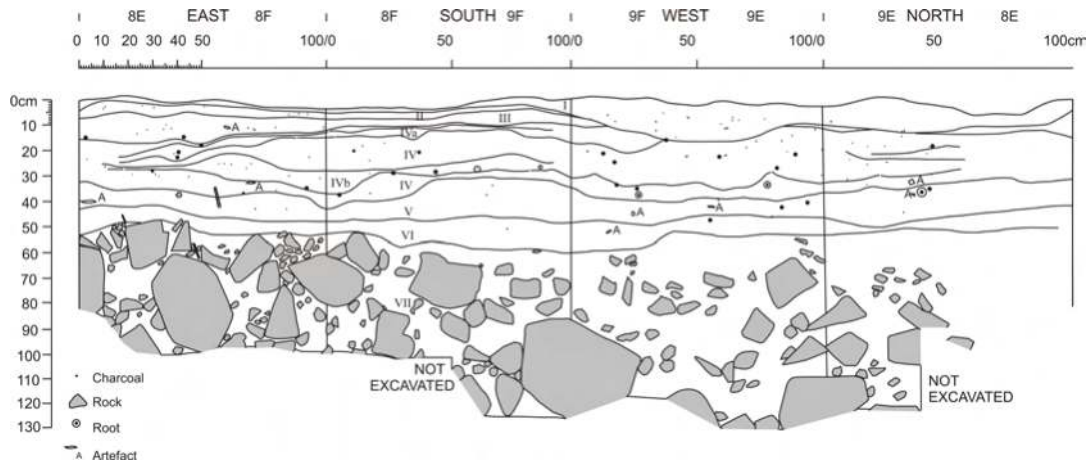 8E EAST 8F 8F SOUTH 9F 9F WEST 9E 9E NORTH 8E
0 10 20 30 40 50 100/0 50 100/0 50 100/0 50 100cm
0cm
10
20
30
40
50
60
70
80
90
100
110
120
130
I
II
III
IVa
IV
IVb
IV
V
VI
VII
A
A
A
A
A
A
A
A
NOT
EXCAVATED
NOT
EXCAVATED
Charcoal
Rock
Root
A Artefact